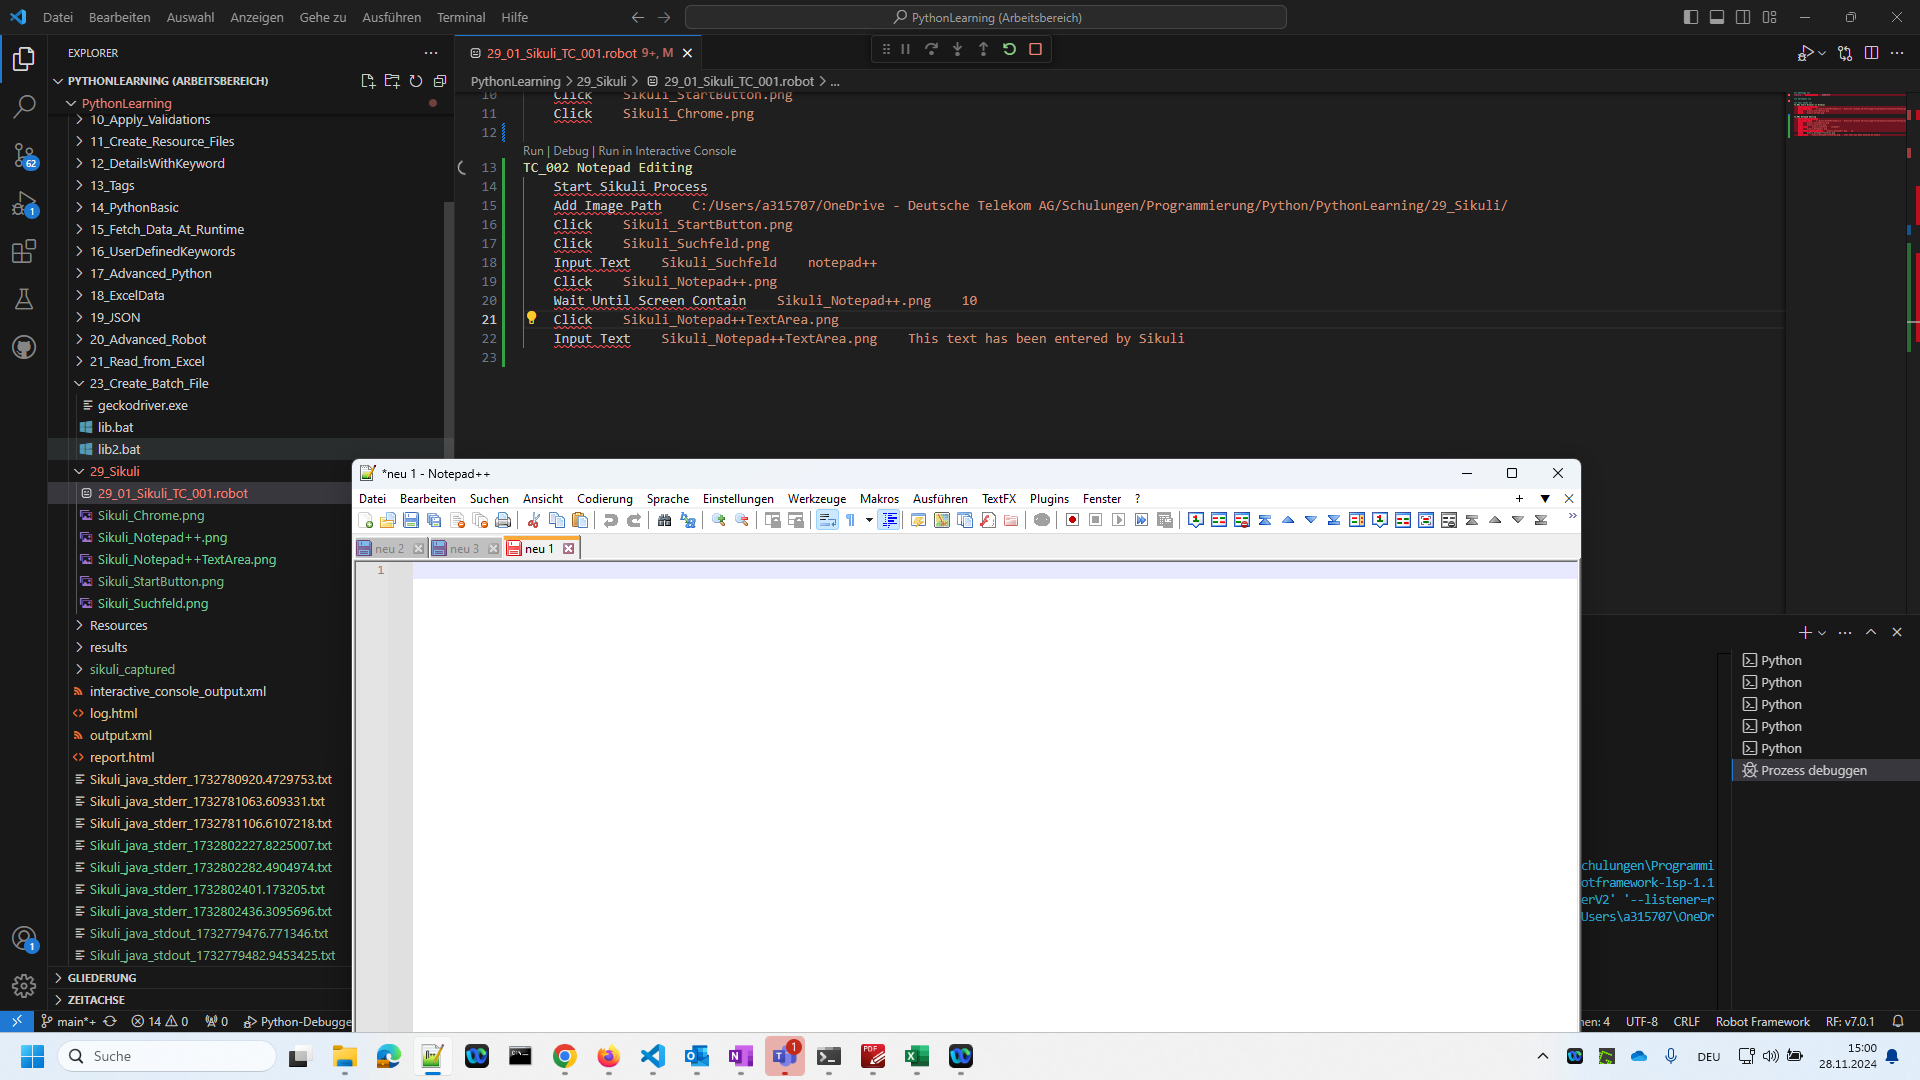 Datei Bearbeiten Auswahl Anzeigen Gehe zu Ausführen Terminal Hilfe
PythonLearning (Arbeitsbereich)
EXPLORER
29_01_Sikuli_TC_001.robot 9+, M
PYTHONLEARNING (ARBEITSBEREICH)
PythonLearning > 29_Sikuli > 29_01_Sikuli_TC_001.robot > ...
PythonLearning
10_Apply_Validations
11_Create_Resource_Files
12_DetailsWithKeyword
13_Tags
14_PythonBasic
15_Fetch_Data_At_Runtime
16_UserDefinedKeywords
17_Advanced_Python
18_ExcelData
19_JSON
20_Advanced_Robot
21_Read_from_Excel
23_Create_Batch_File
geckodriver.exe
lib.bat
lib2.bat
29_Sikuli
29_01_Sikuli_TC_001.robot
Sikuli_Chrome.png
Sikuli_Notepad++.png
Sikuli_Notepad++TextArea.png
Sikuli_StartButton.png
Sikuli_Suchfeld.png
Resources
results
sikuli_captured
interactive_console_output.xml
log.html
output.xml
report.html
Sikuli_java_stderr_1732780920.4729753.txt
Sikuli_java_stderr_1732781063.609331.txt
Sikuli_java_stderr_1732781106.6107218.txt
Sikuli_java_stderr_1732802227.8225007.txt
Sikuli_java_stderr_1732802282.4904974.txt
Sikuli_java_stderr_1732802401.173205.txt
Sikuli_java_stderr_1732802436.3095696.txt
Sikuli_java_stdout_1732779476.771346.txt
Sikuli_java_stdout_1732779482.9453425.txt
GLIEDERUNG
ZEITACHSE
62
1
1
10 Click Sikuli_StartButton.png
11 Click Sikuli_Chrome.png
12
Run | Debug | Run in Interactive Console
13 TC_002 Notepad Editing
14 Start Sikuli Process
15 Add Image Path C:/Users/a315707/OneDrive - Deutsche Telekom AG/Schulungen/Programmierung/Python/PythonLearning/29_Sikuli/
16 Click Sikuli_StartButton.png
17 Click Sikuli_Suchfeld.png
18 Input Text Sikuli_Suchfeld notepad++
19 Click Sikuli_Notepad++.png
20 Wait Until Screen Contain Sikuli_Notepad++.png 10
21 Click Sikuli_Notepad++TextArea.png
22 Input Text Sikuli_Notepad++TextArea.png This text has been entered by Sikuli
23
*neu 1 - Notepad++
Datei Bearbeiten Suchen Ansicht Codierung Sprache Einstellungen Werkzeuge Makros Ausführen TextFX Plugins Fenster ?
neu 2 neu 3 neu 1
1
Python
Python
Python
Python
Python
Prozess debuggen
chulungen\Programmi
otframework-lsp-1.1
erV2' '--listener=r
Users\a315707\OneDr
main*+ 14 0 0 Python-Debugge
nen: 4 UTF-8 CRLF Robot Framework RF: v7.0.1
Suche
1
PDF
DEU
15:00
28.11.2024